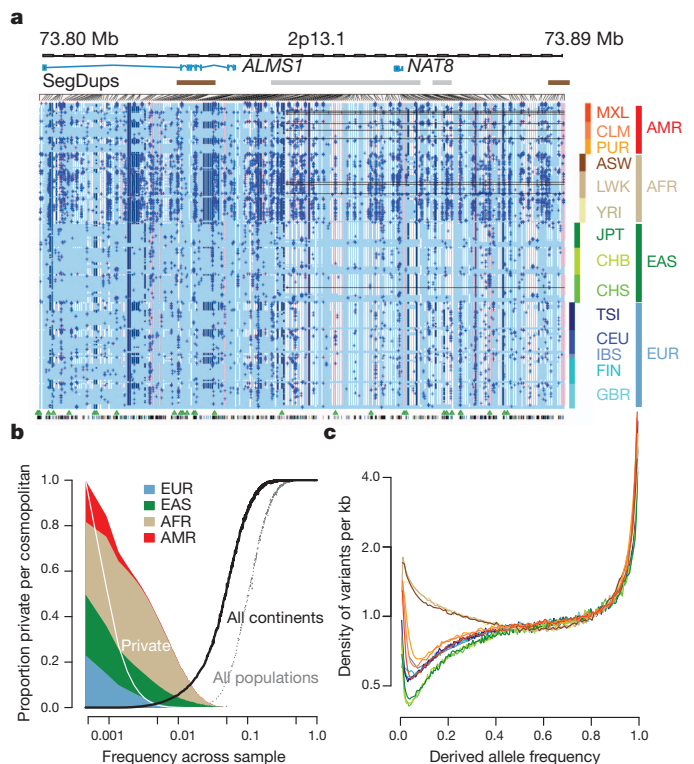 a
73.80 Mb 2p13.1 73.89 Mb
ALMS1 NAT8
SegDups
MXL
CLM
PUR
AMR
ASW
LWK
YRI
AFR
JPT
CHB
CHS
EAS
TSI
CEU
IBS
FIN
GBR
EUR
b
Proportion private per cosmopolitan
1.0
0.8
0.6
0.4
0.2
0.0
EUR
EAS
AFR
AMR
Private
All continents
All populations
0.001 0.01 0.1 1.0
Frequency across sample
c
Density of variants per kb
4.0
2.0
1.0
0.5
0.0 0.2 0.4 0.6 0.8 1.0
Derived allele frequency